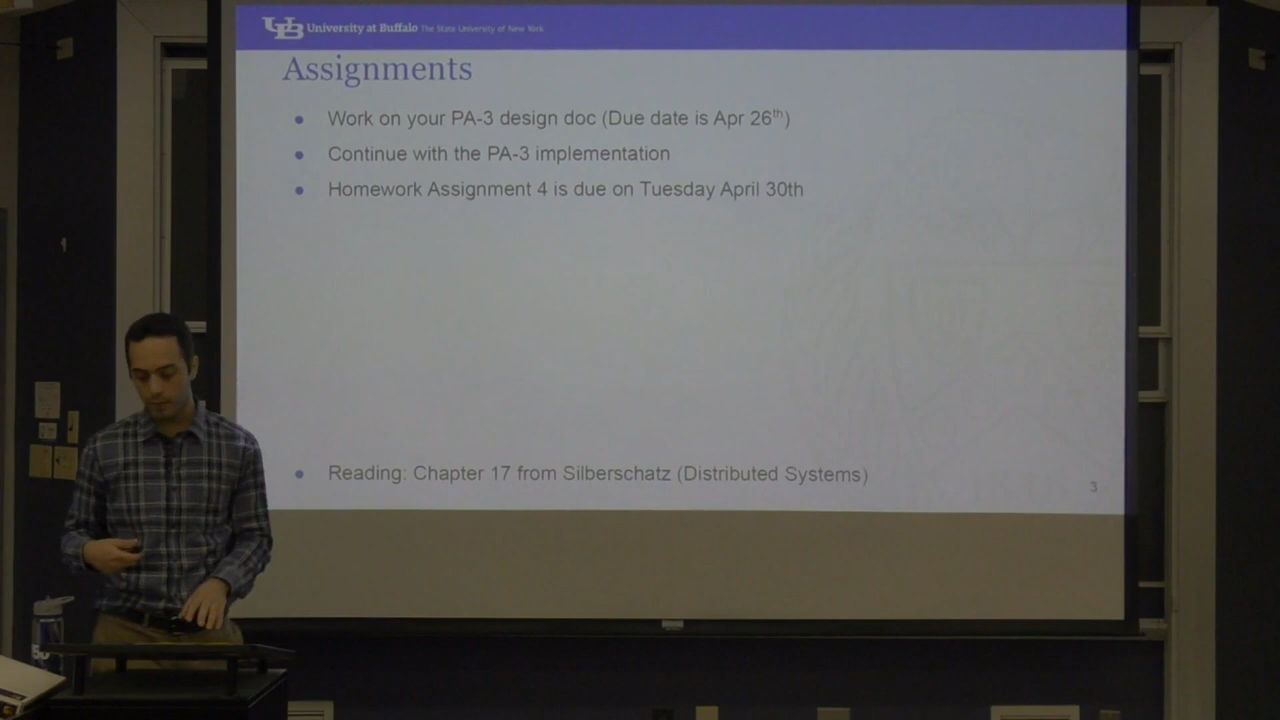 UB University at Buffalo The State University of New York
Assignments
• Work on your PA-3 design doc (Due date is Apr 26th)
• Continue with the PA-3 implementation
• Homework Assignment 4 is due on Tuesday April 30th
• Reading: Chapter 17 from Silberschatz (Distributed Systems)
3